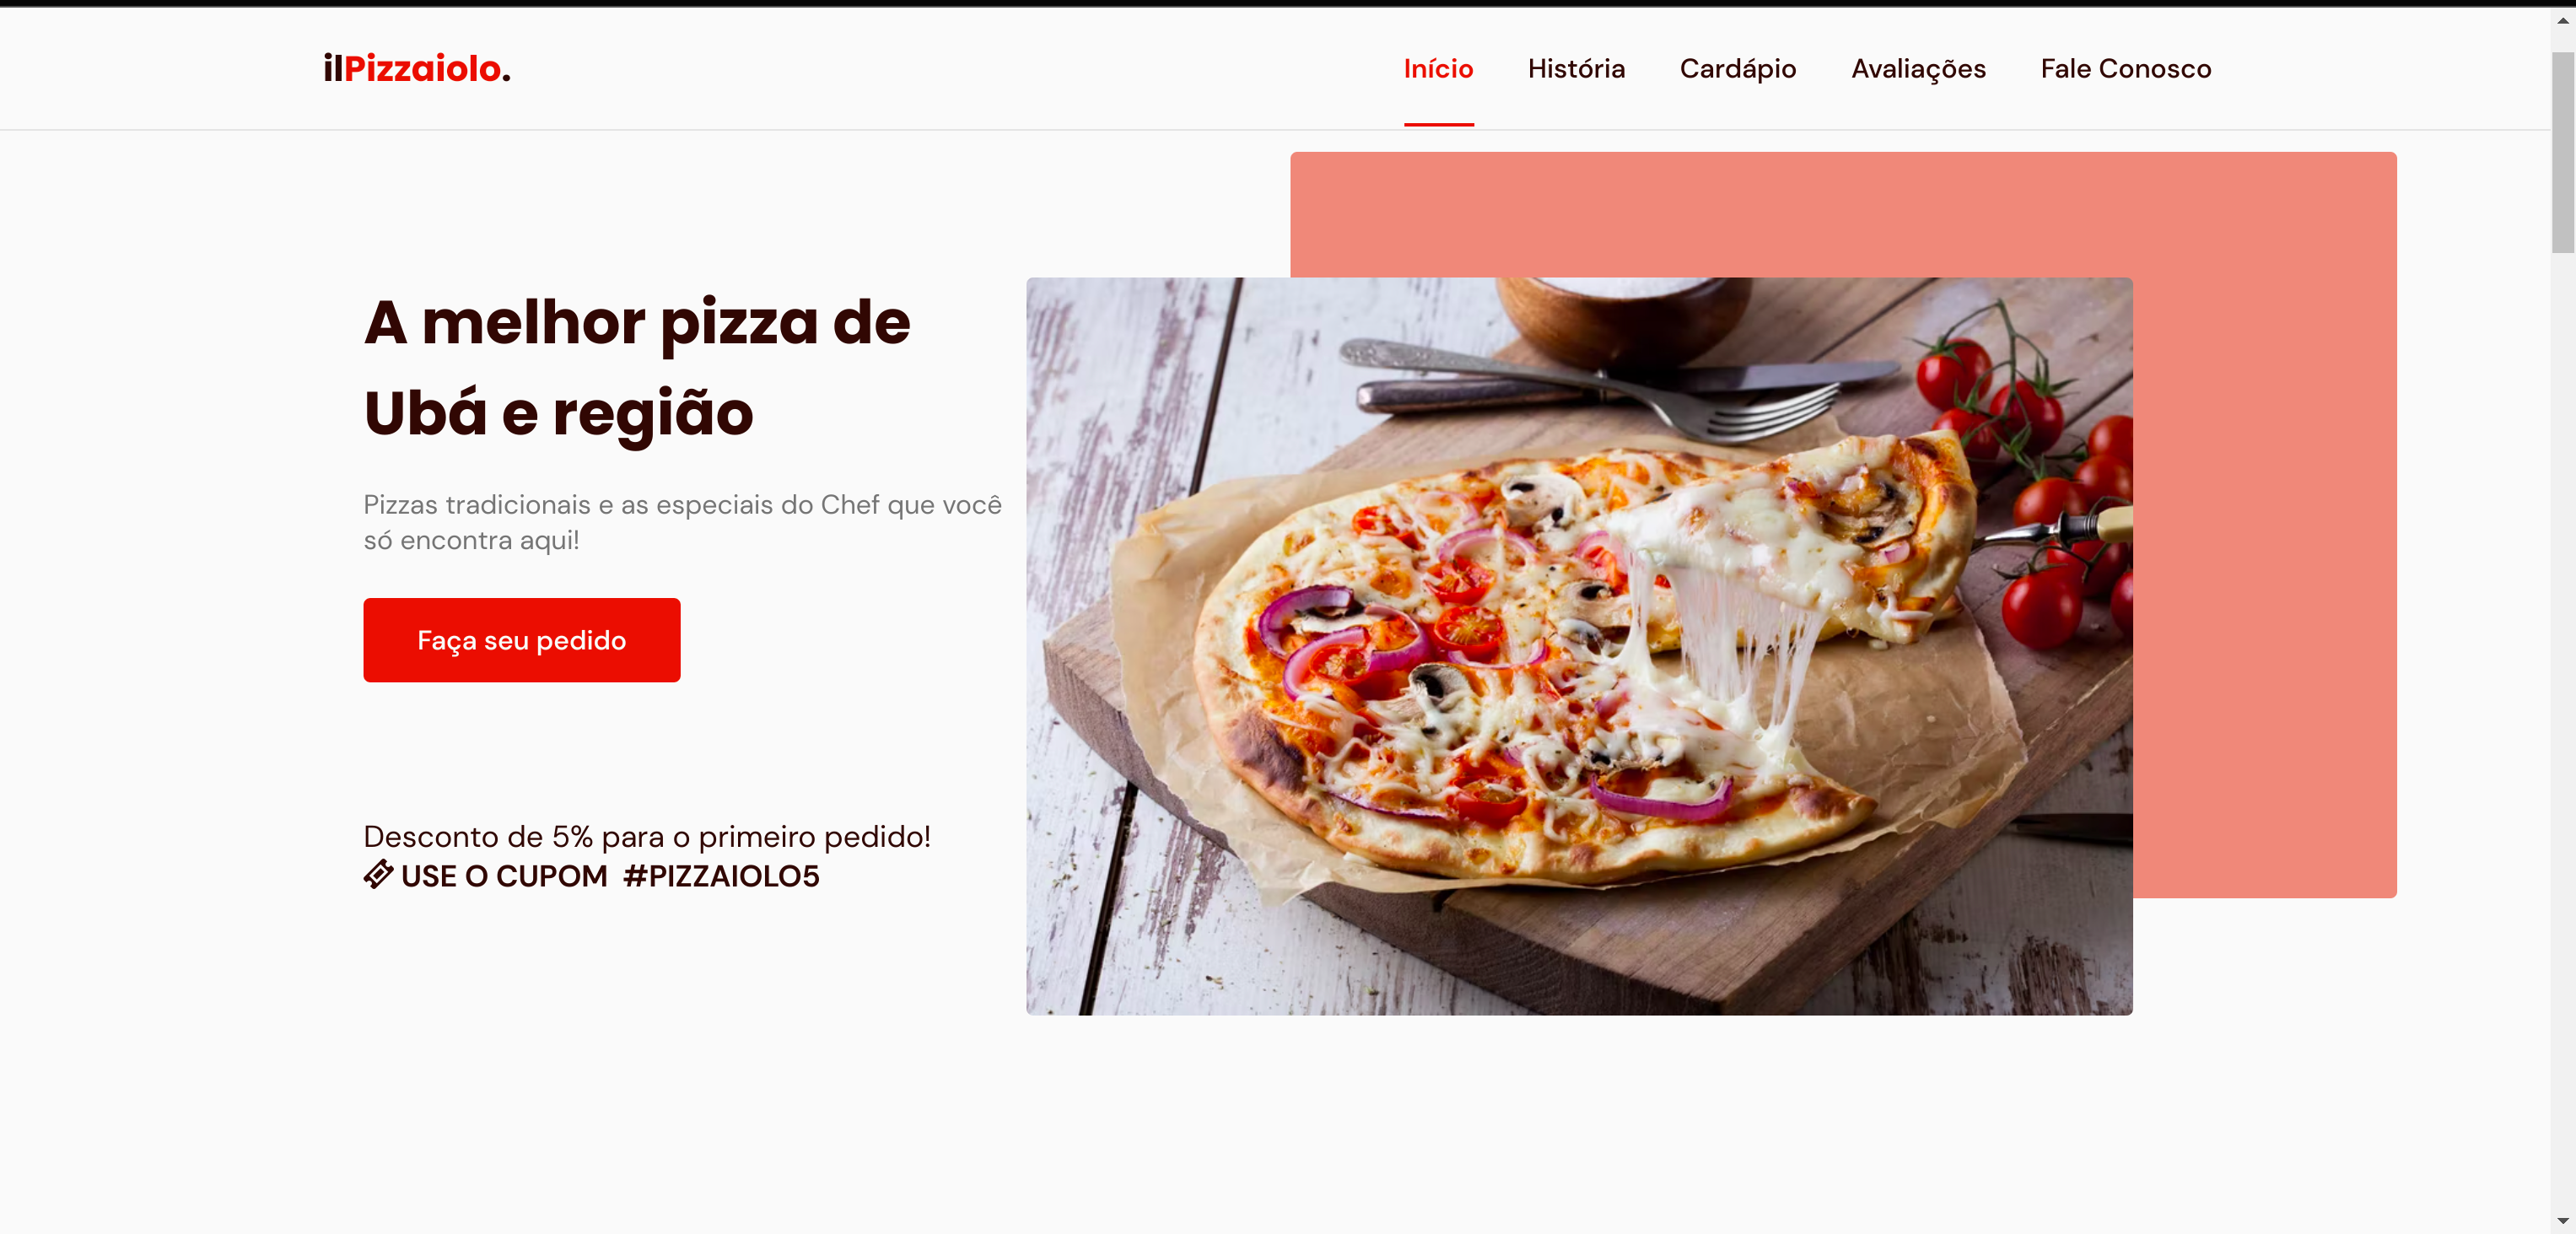 ilPizzaiolo.
Início História Cardápio Avaliações Fale Conosco
A melhor pizza de
Ubá e região
Pizzas tradicionais e as especiais do Chef que você
só encontra aqui!
Faça seu pedido
Desconto de 5% para o primeiro pedido!
USE O CUPOM #PIZZAIOLO5